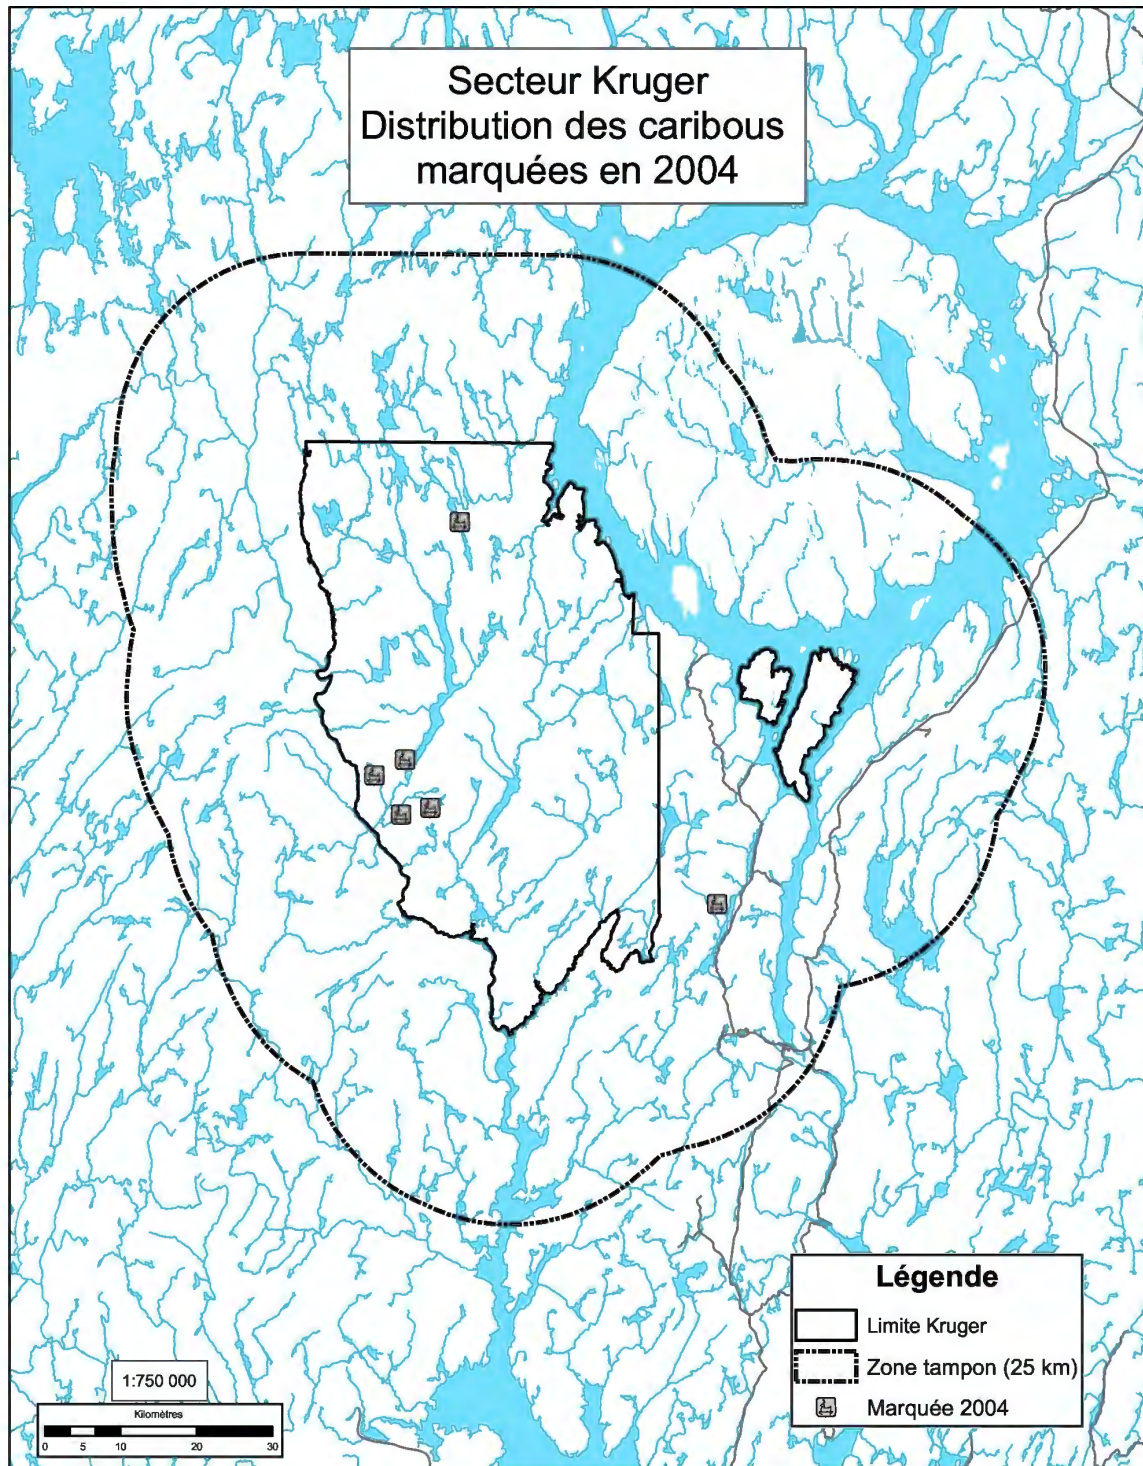 Secteur Kruger
Distribution des caribous
marquées en 2004
Légende
Limite Kruger
Zone tampon (25 km)
Marquée 2004
1:750 000
Kilomètres
0 5 10 20 30